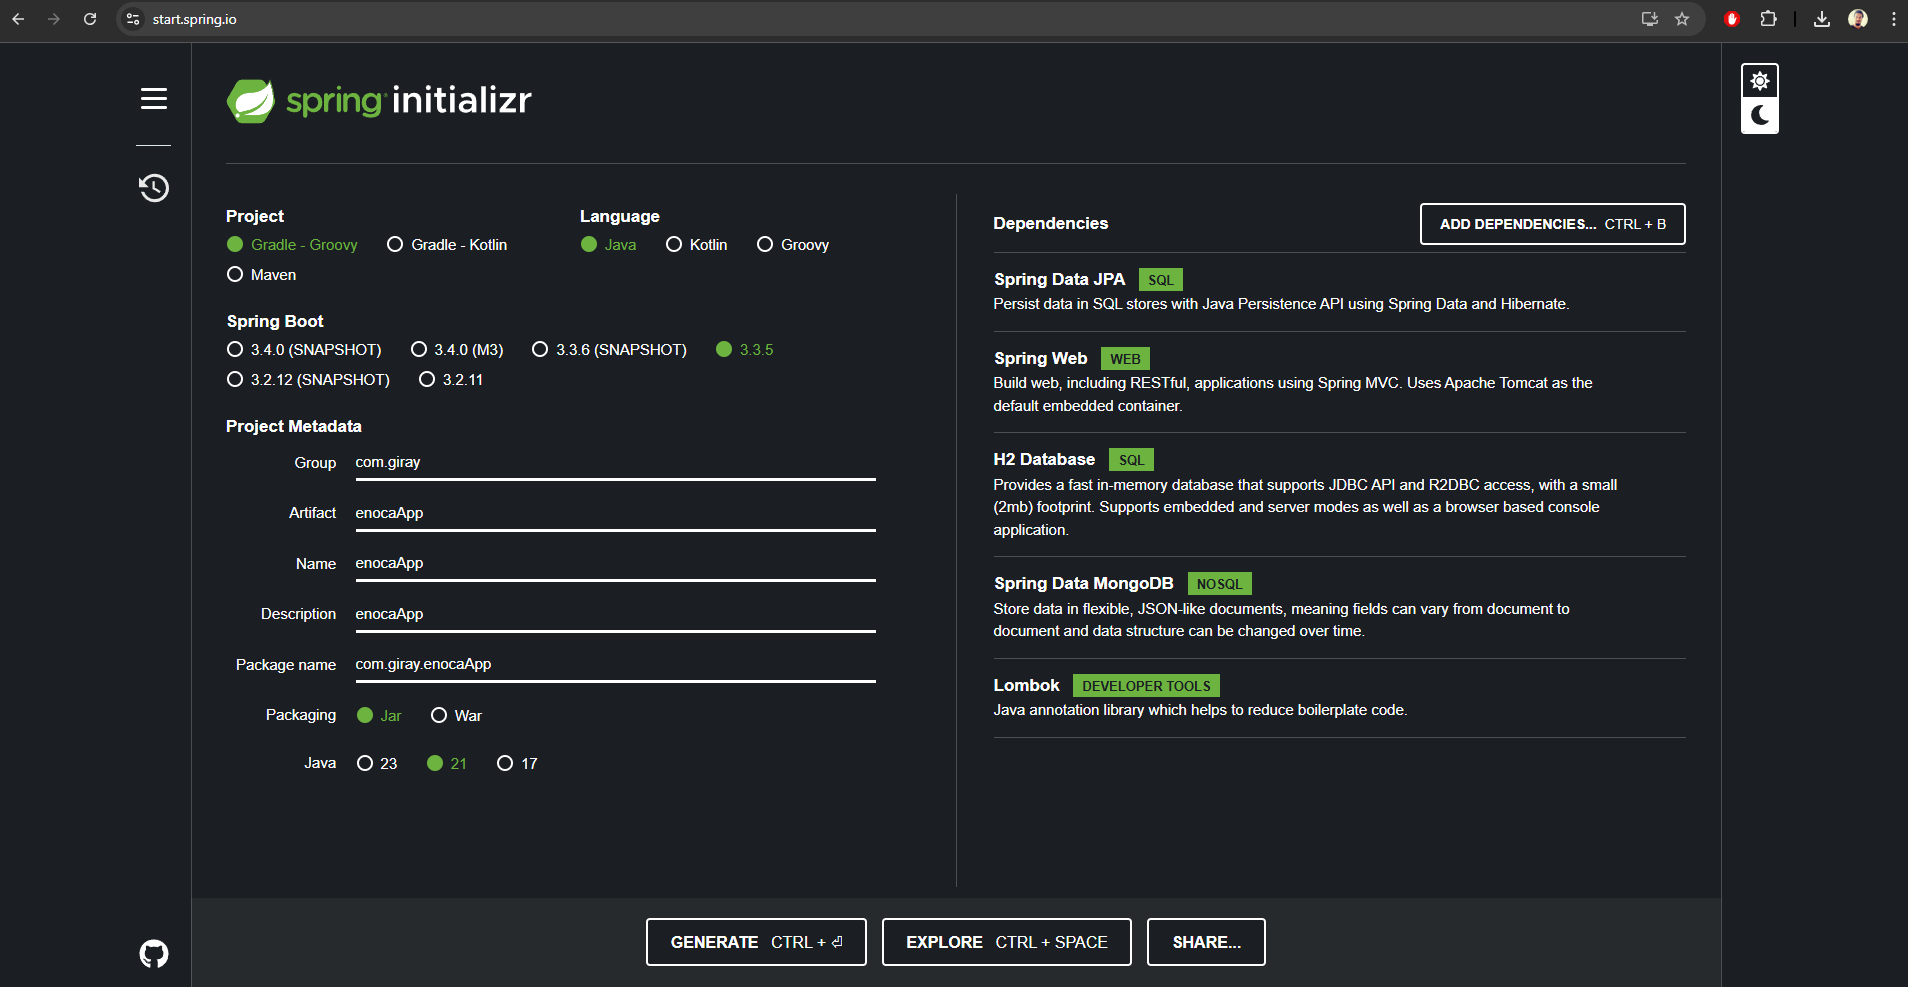 start.spring.io
spring initializr
Project
Gradle - Groovy Gradle - Kotlin
Maven
Language
Java Kotlin Groovy
Spring Boot
3.4.0 (SNAPSHOT) 3.4.0 (M3) 3.3.6 (SNAPSHOT) 3.3.5
3.2.12 (SNAPSHOT) 3.2.11
Project Metadata
Group com.giray
Artifact enocaApp
Name enocaApp
Description enocaApp
Package name com.giray.enocaApp
Packaging Jar War
Java 23 21 17
Dependencies ADD DEPENDENCIES... CTRL + B
Spring Data JPA SQL
Persist data in SQL stores with Java Persistence API using Spring Data and Hibernate.
Spring Web WEB
Build web, including RESTful, applications using Spring MVC. Uses Apache Tomcat as the
default embedded container.
H2 Database SQL
Provides a fast in-memory database that supports JDBC API and R2DBC access, with a small
(2mb) footprint. Supports embedded and server modes as well as a browser based console
application.
Spring Data MongoDB NOSQL
Store data in flexible, JSON-like documents, meaning fields can vary from document to
document and data structure can be changed over time.
Lombok DEVELOPER TOOLS
Java annotation library which helps to reduce boilerplate code.
GENERATE CTRL + ⏎ EXPLORE CTRL + SPACE SHARE...